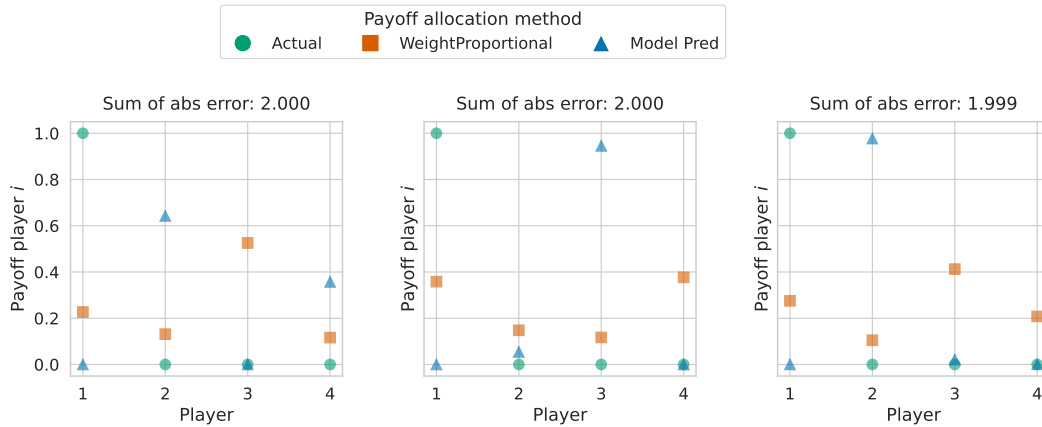 Payoff allocation method
Actual WeightProportional Model Pred
Sum of abs error: 2.000 Sum of abs error: 2.000 Sum of abs error: 1.999
Payoff player i
1.0
0.8
0.6
0.4
0.2
0.0
1 2 3 4
Player
Payoff player i
1 2 3 4
Player
Payoff player i
1 2 3 4
Player